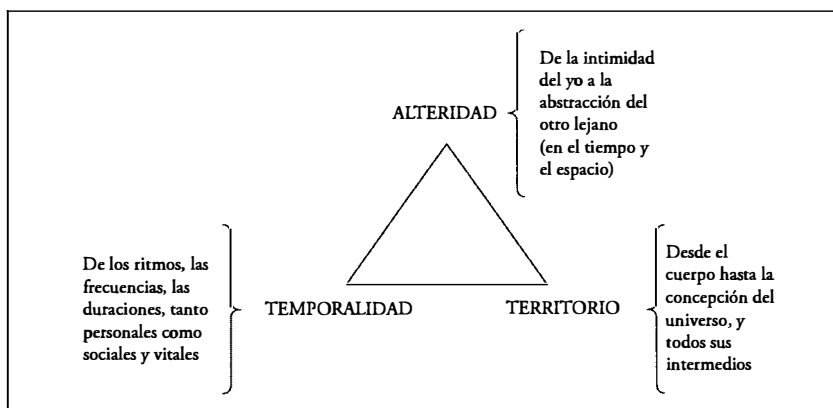 De la intimidad
del yo a la
abstracción del
otro lejano
(en el tiempo y
el espacio)
ALTERIDAD
De los ritmos, las
frecuencias, las
duraciones, tanto
personales como
sociales y vitales
TEMPORALIDAD
TERRITORIO
Desde el
cuerpo hasta la
concepción del
universo, y
todos sus
intermedios